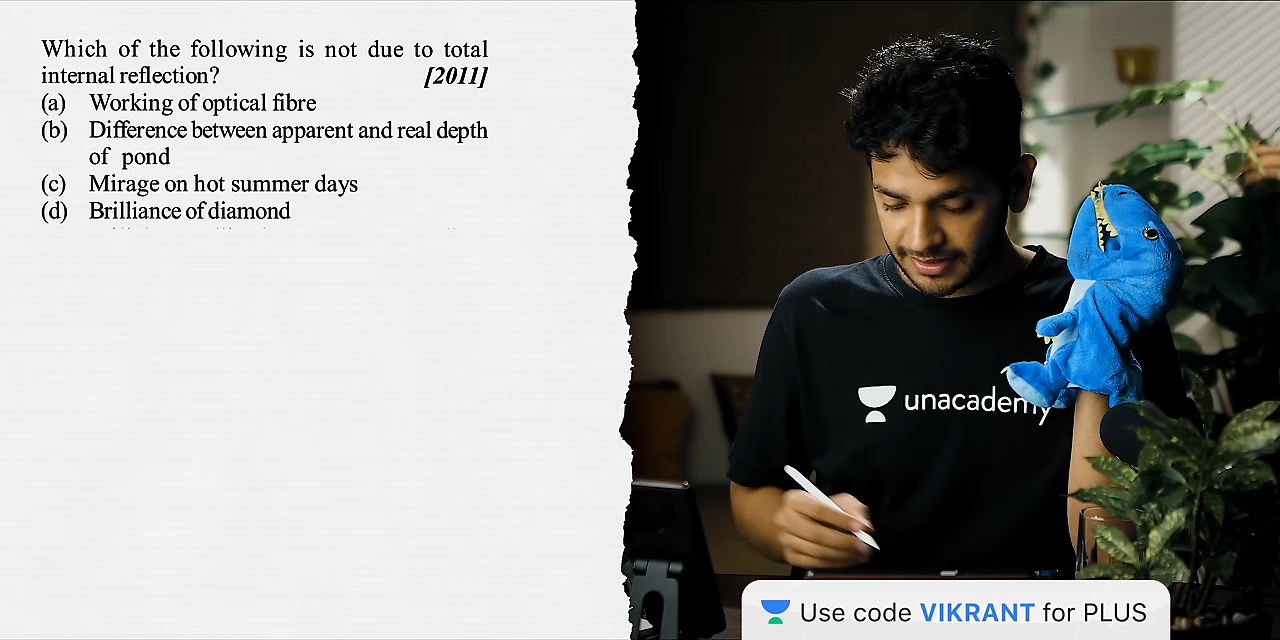 Which of the following is not due to total
internal reflection? [2011]
(a) Working of optical fibre
(b) Difference between apparent and real depth
of pond
(c) Mirage on hot summer days
(d) Brilliance of diamond
unacademy
Use code VIKRANT for PLUS